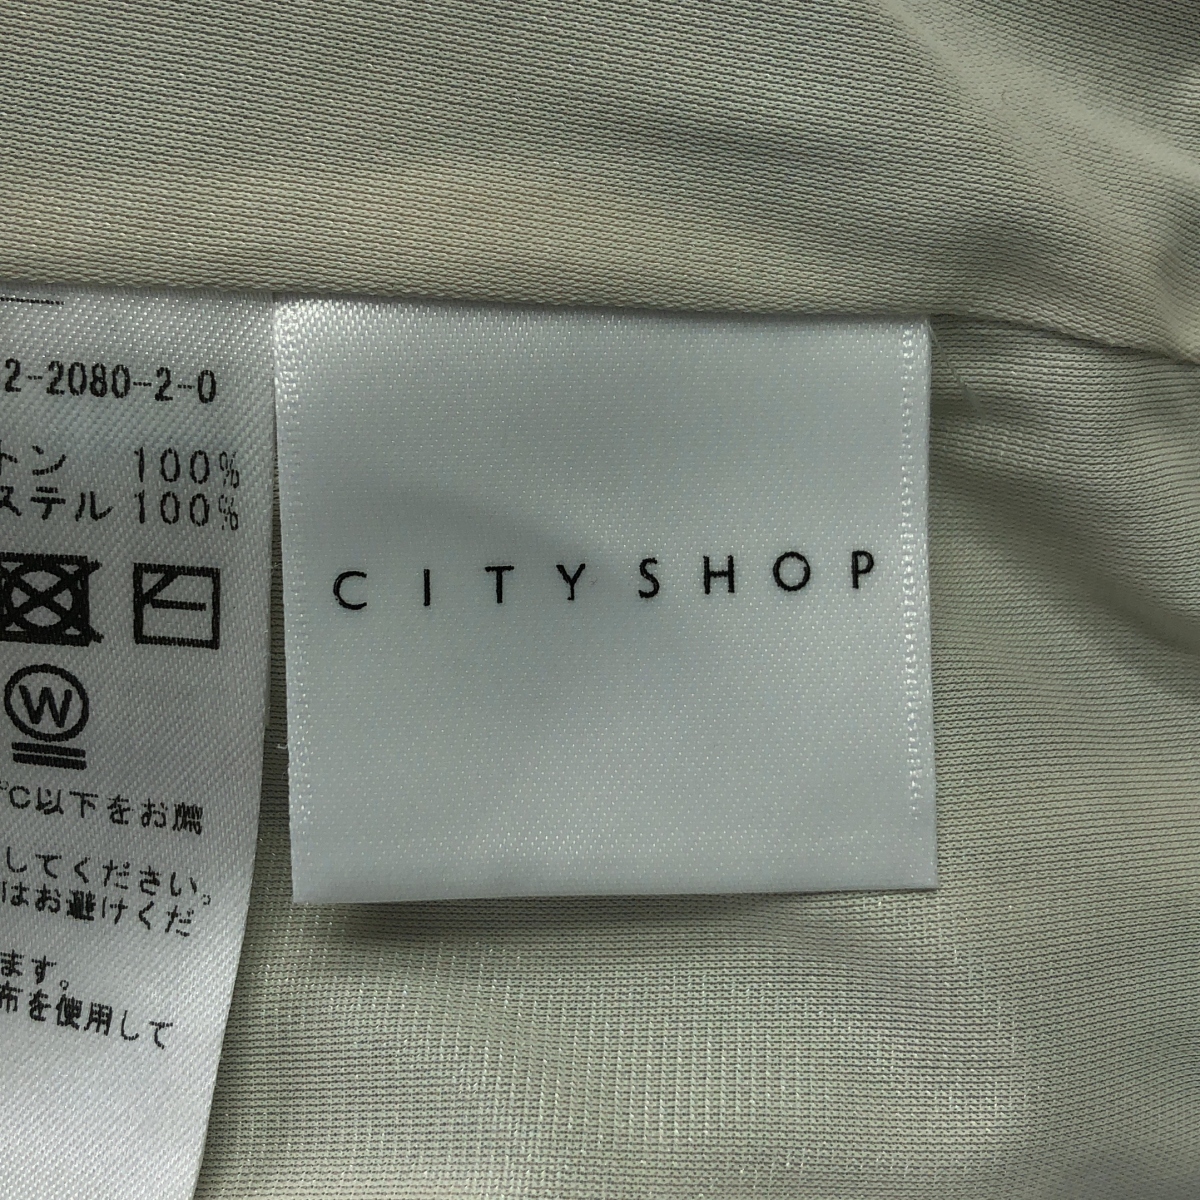 2-2080-2-0
トン 100%
ステル 100%
W
°C以下をお薦
してください。
はお避けくだ
ます。
布を使用して
CITYSHOP